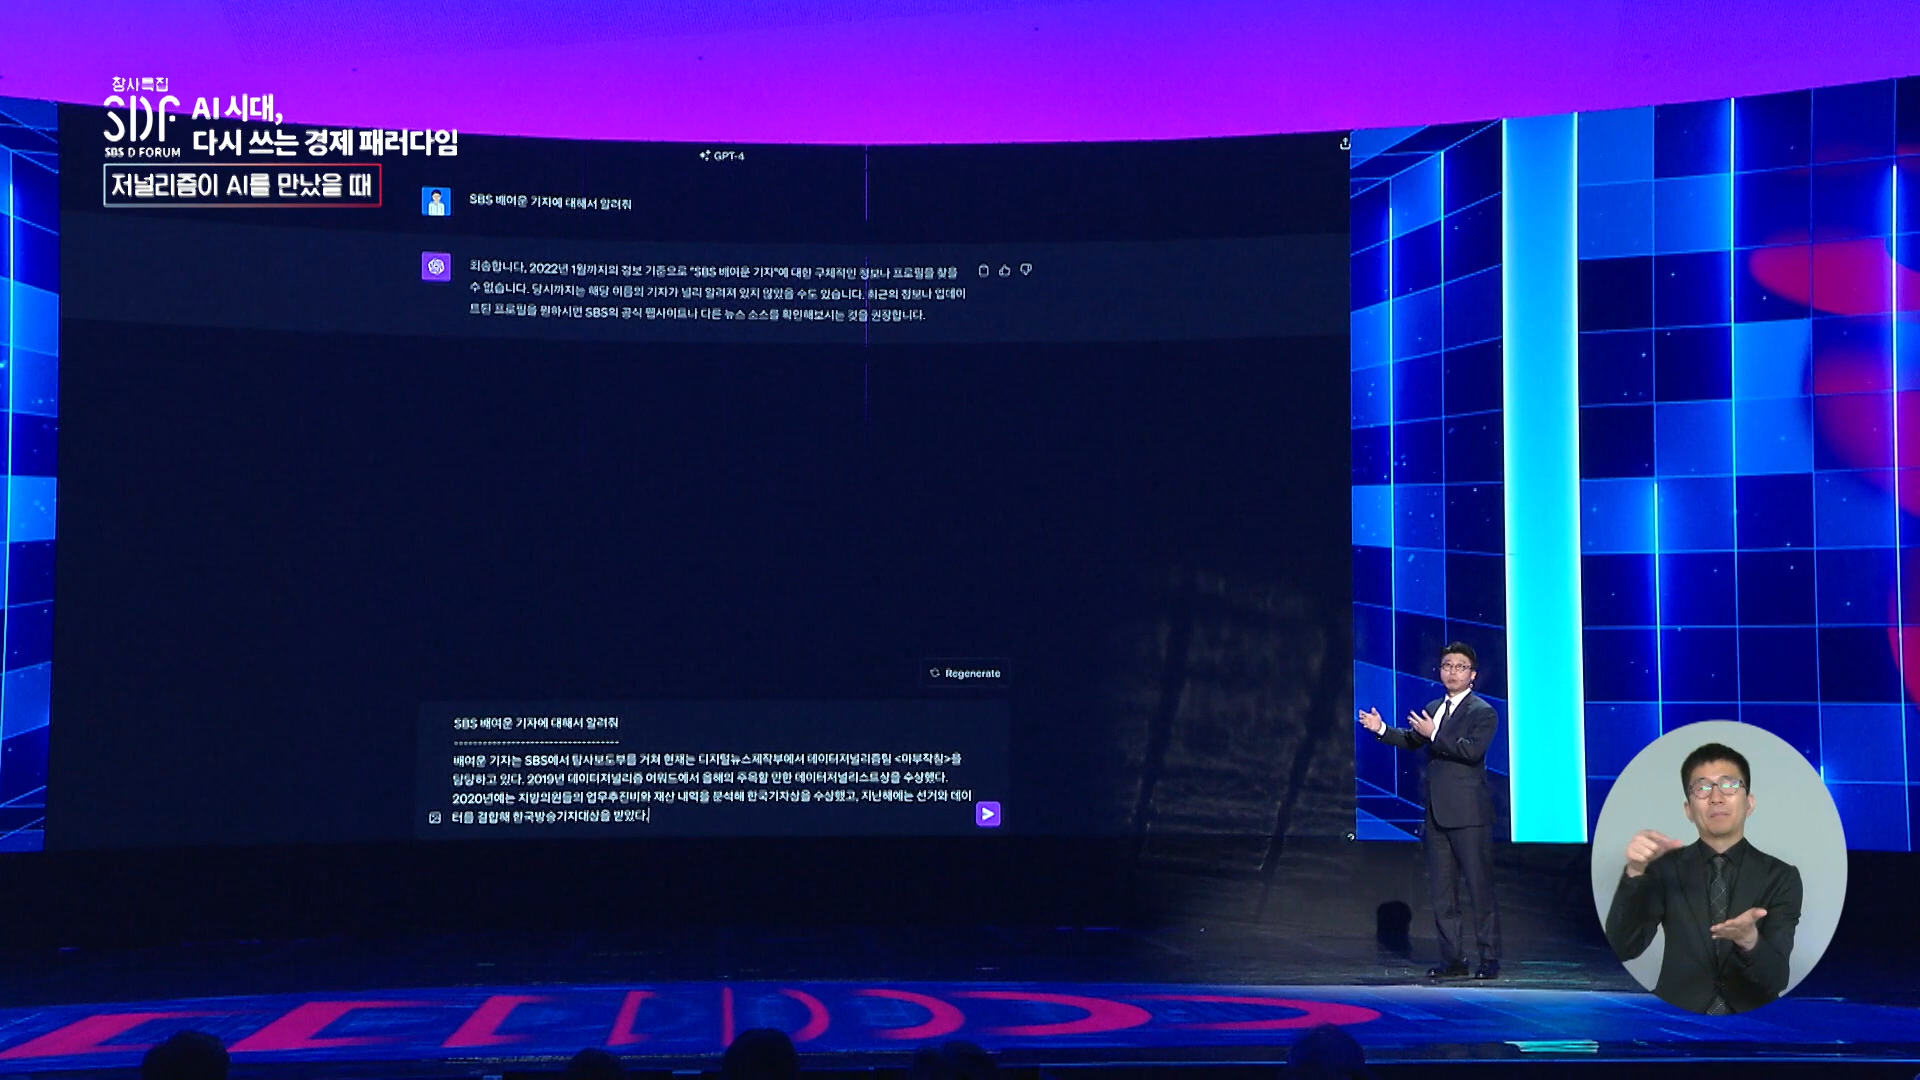 창사특집
SDF
SBS D FORUM
AI 시대,
다시 쓰는 경제 패러다임
저널리즘이 AI를 만났을 때
GPT-4
SBS 배여운 기자에 대해서 알려줘
죄송합니다, 2022년 1월까지의 정보 기준으로 "SBS 배여운 기자"에 대한 구체적인 정보나 프로필을 찾을
수 없습니다. 당시까지는 해당 이름의 기자가 널리 알려져 있지 않았을 수도 있습니다. 최근의 정보나 업데이
트된 프로필을 원하시면 SBS의 공식 웹사이트나 다른 뉴스 소스를 확인해보시는 것을 권장합니다.
Regenerate
SBS 배여운 기자에 대해서 알려줘
----------------------------------
배여운 기자는 SBS에서 탐사보도부를 거쳐 현재는 디지털뉴스제작부에서 데이터저널리즘팀 <마부작침>을
담당하고 있다. 2019년 데이터저널리즘 어워드에서 올해의 주목할 만한 데이터저널리스트상을 수상했다.
2020년에는 지방의원들의 업무추진비와 재산 내역을 분석해 한국기자상을 수상했고, 지난해에는 선거와 데이
터를 결합해 한국방송기자대상을 받았다.
?